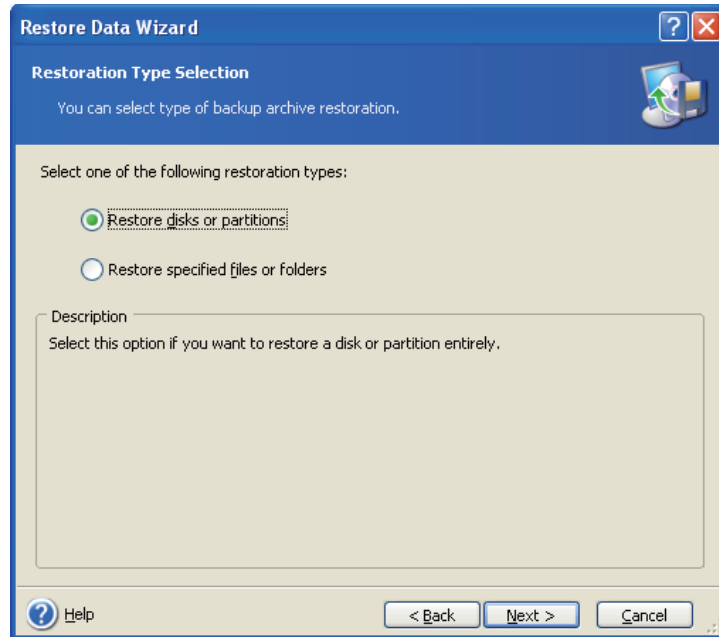 Restore Data Wizard
Restoration Type Selection
You can select type of backup archive restoration.
Select one of the following restoration types:
Restore disks or partitions
Restore specified files or folders
Description
Select this option if you want to restore a disk or partition entirely.
? Help
< Back
Next >
Cancel